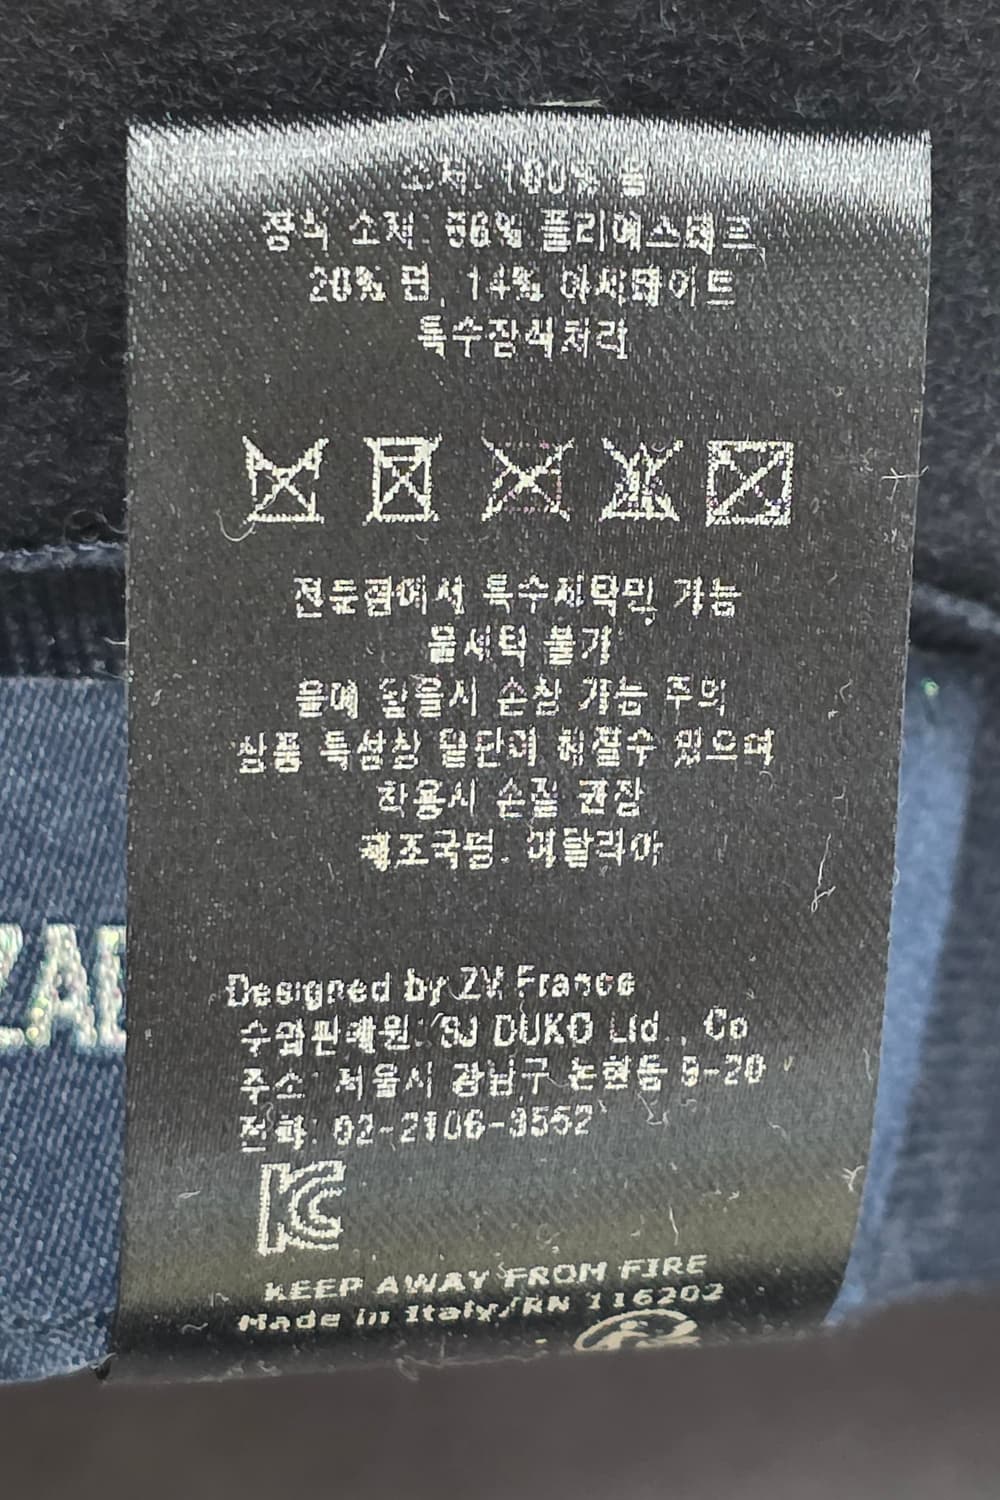 소재: 100% 울
장식 소재: 66% 폴리에스테르,
20% 면, 14% 아세테이트
특수장식처리
전문점에서 특수세탁만 가능
물세탁 불가
물에 닿을시 손상 가능 주의
상품 특성상 밑단이 해질수 있으며
착용시 손질 권장
제조국명: 이탈리아
ZAD
Designed by ZV France
수입판매원: SJ DUKO Ltd., Co
주소: 서울시 강남구 논현동 9-20
전화: 02-2106-3552
KC
KEEP AWAY FROM FIRE
Made in Italy/RN 116202